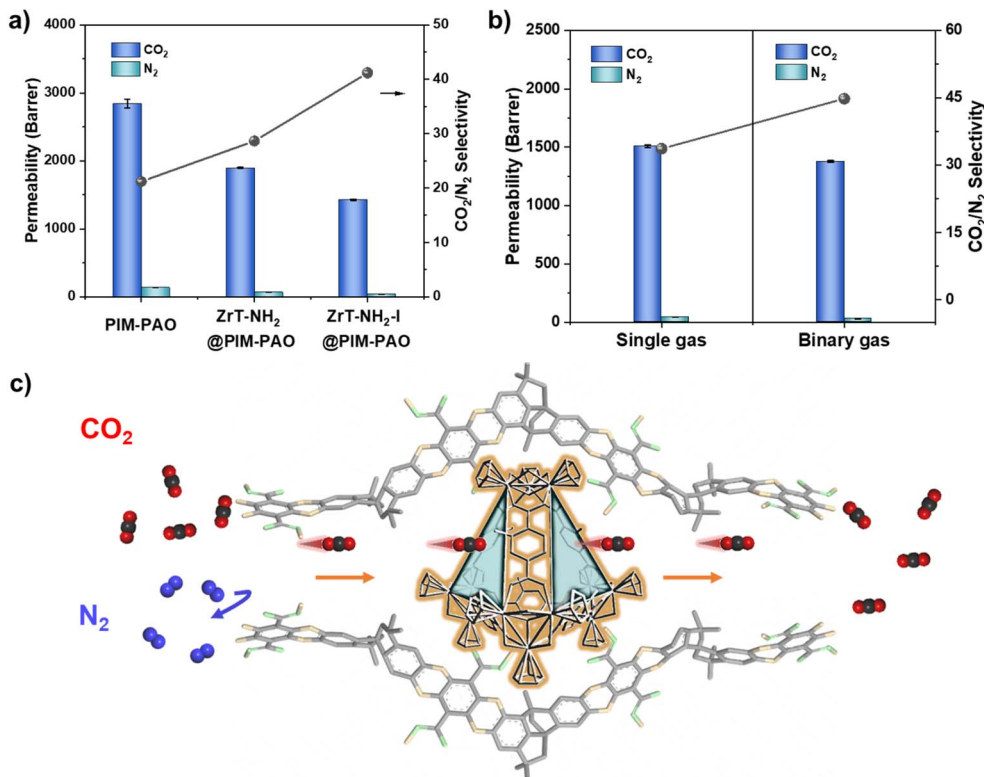 a)
4000
3000
2000
1000
0
Permeability (Barrer)
CO₂
N₂
50
40
30
20
10
0
CO₂/N₂ Selectivity
PIM-PAO
ZrT-NH₂
@PIM-PAO
ZrT-NH₂-I
@PIM-PAO
b)
2500
2000
1500
1000
500
0
Permeability (Barrer)
CO₂
N₂
CO₂
N₂
60
45
30
15
0
CO₂/N₂ Selectivity
Single gas
Binary gas
c)
CO₂
N₂